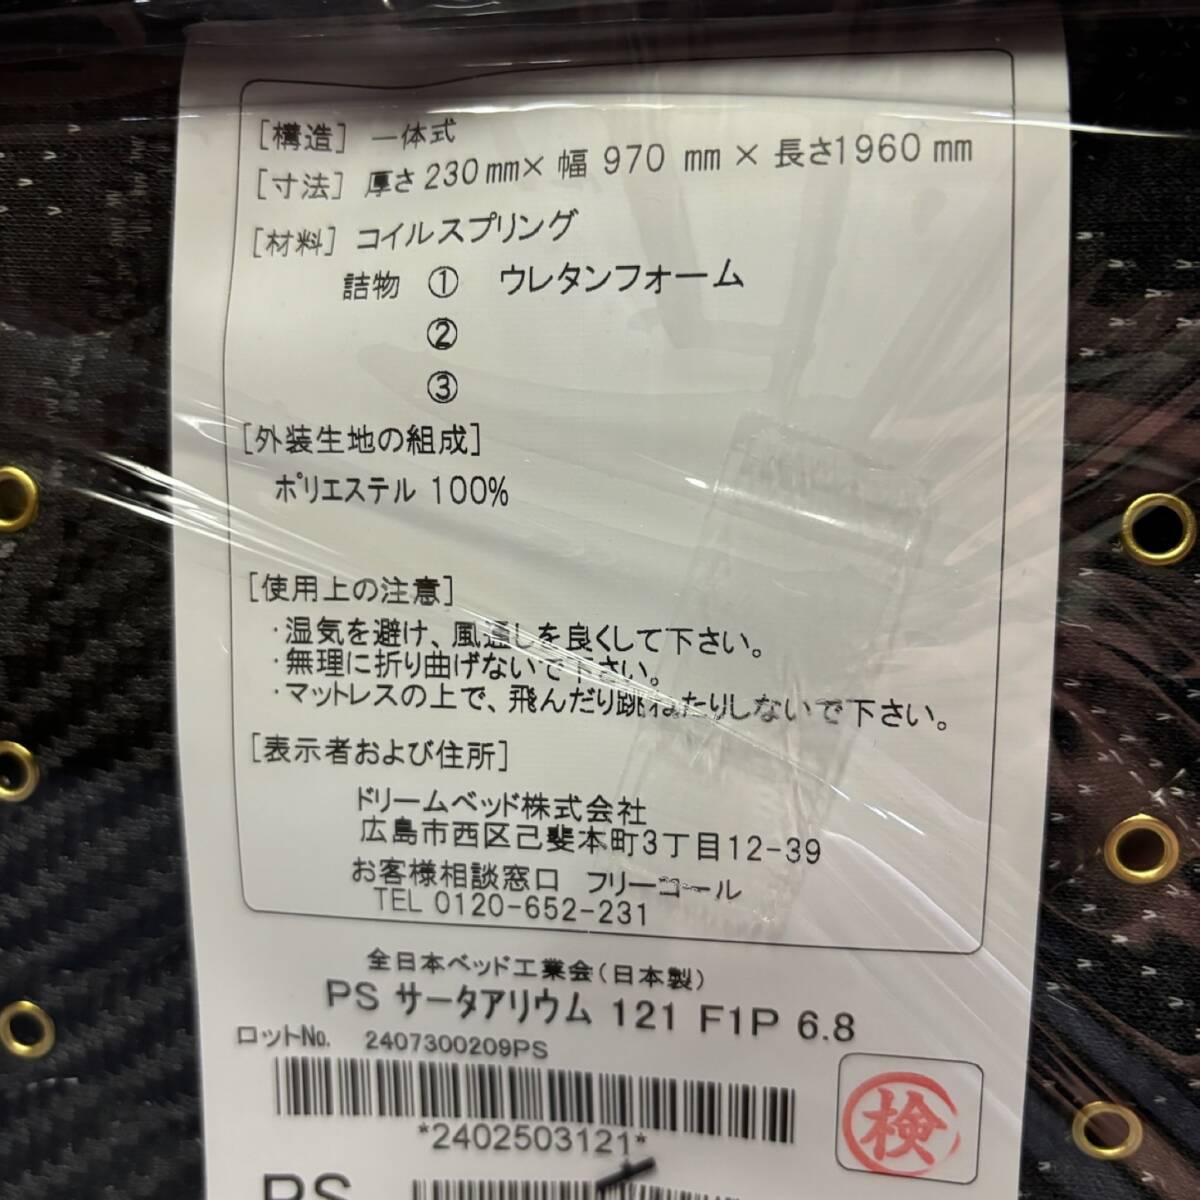 [構造] 一体式
[寸法] 厚さ 230 mm× 幅 970 mm × 長さ1960 mm
[材料] コイルスプリング
詰物 ① ウレタンフォーム
②
③
[外装生地の組成]
ポリエステル 100%
[使用上の注意]
・湿気を避け、風通しを良くして下さい。
・無理に折り曲げないで下さい。
・マットレスの上で、飛んだり跳ねたりしないで下さい。
[表示者および住所]
ドリームベッド株式会社
広島市西区己斐本町3丁目12-39
お客様相談窓口 フリーコール
TEL 0120-652-231
全日本ベッド工業会(日本製)
PS サータアリウム 121 F1P 6.8
ロットNo. 2407300209PS
*2402503121*
検
PS